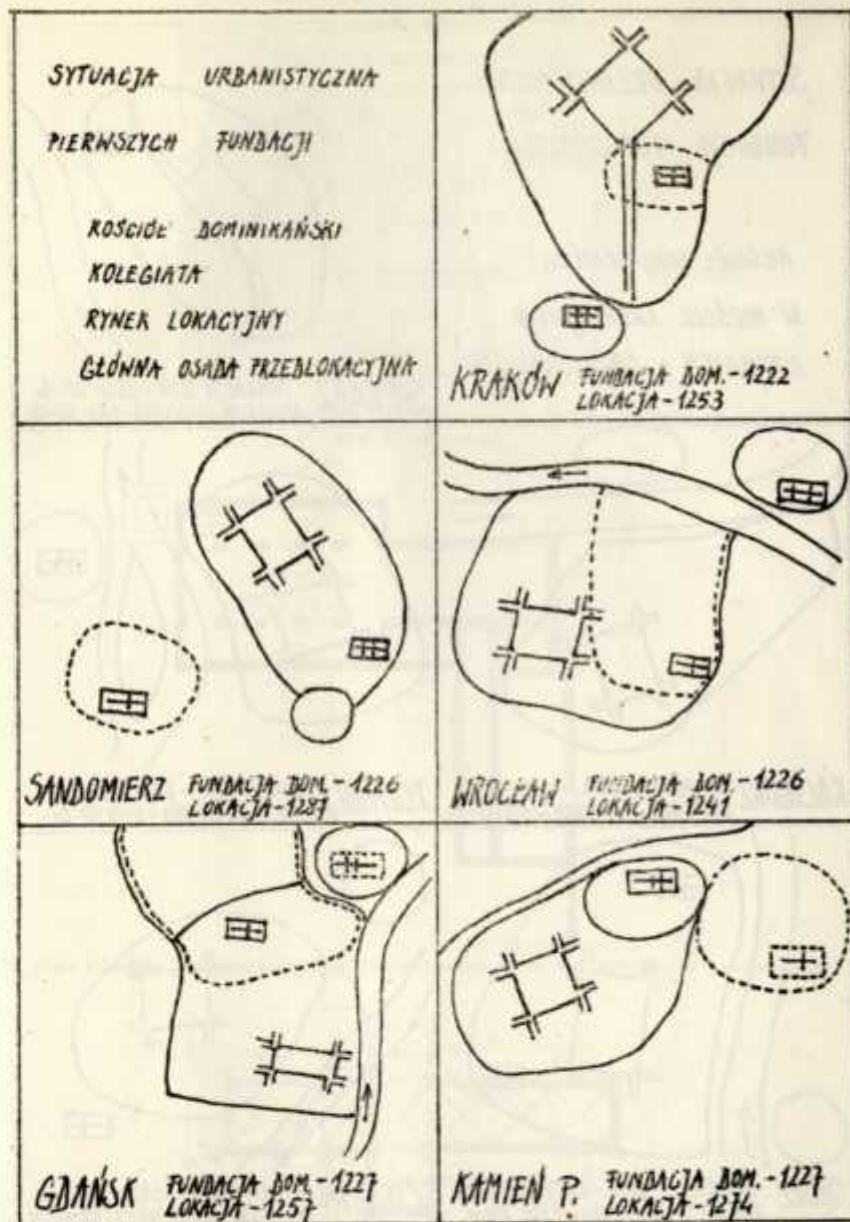 SYTUACJA URBANISTYCZNA
PIERWSZYCH FUNDACJI
KOŚCIÓŁ DOMINIKAŃSKI
KOLEGIATA
RYNEK LOKACYJNY
GŁÓWNA OSADA PRZEDLOKACYJNA
KRAKÓW FUNDACJA DOM.-1222
LOKACJA-1253
SANDOMIERZ FUNDACJA DOM.-1226
LOKACJA-1287
WROCŁAW FUNDACJA DOM.-1226
LOKACJA-1241
GDAŃSK FUNDACJA DOM.-1227
LOKACJA-1257
KAMIEŃ P. FUNDACJA DOM.-1227
LOKACJA-1274